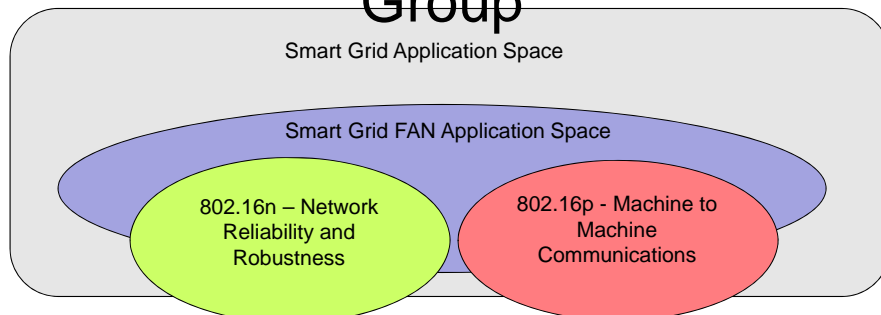 Group
Smart Grid Application Space
Smart Grid FAN Application Space
802.16n – Network
Reliability and
Robustness
802.16p - Machine to
Machine
Communications